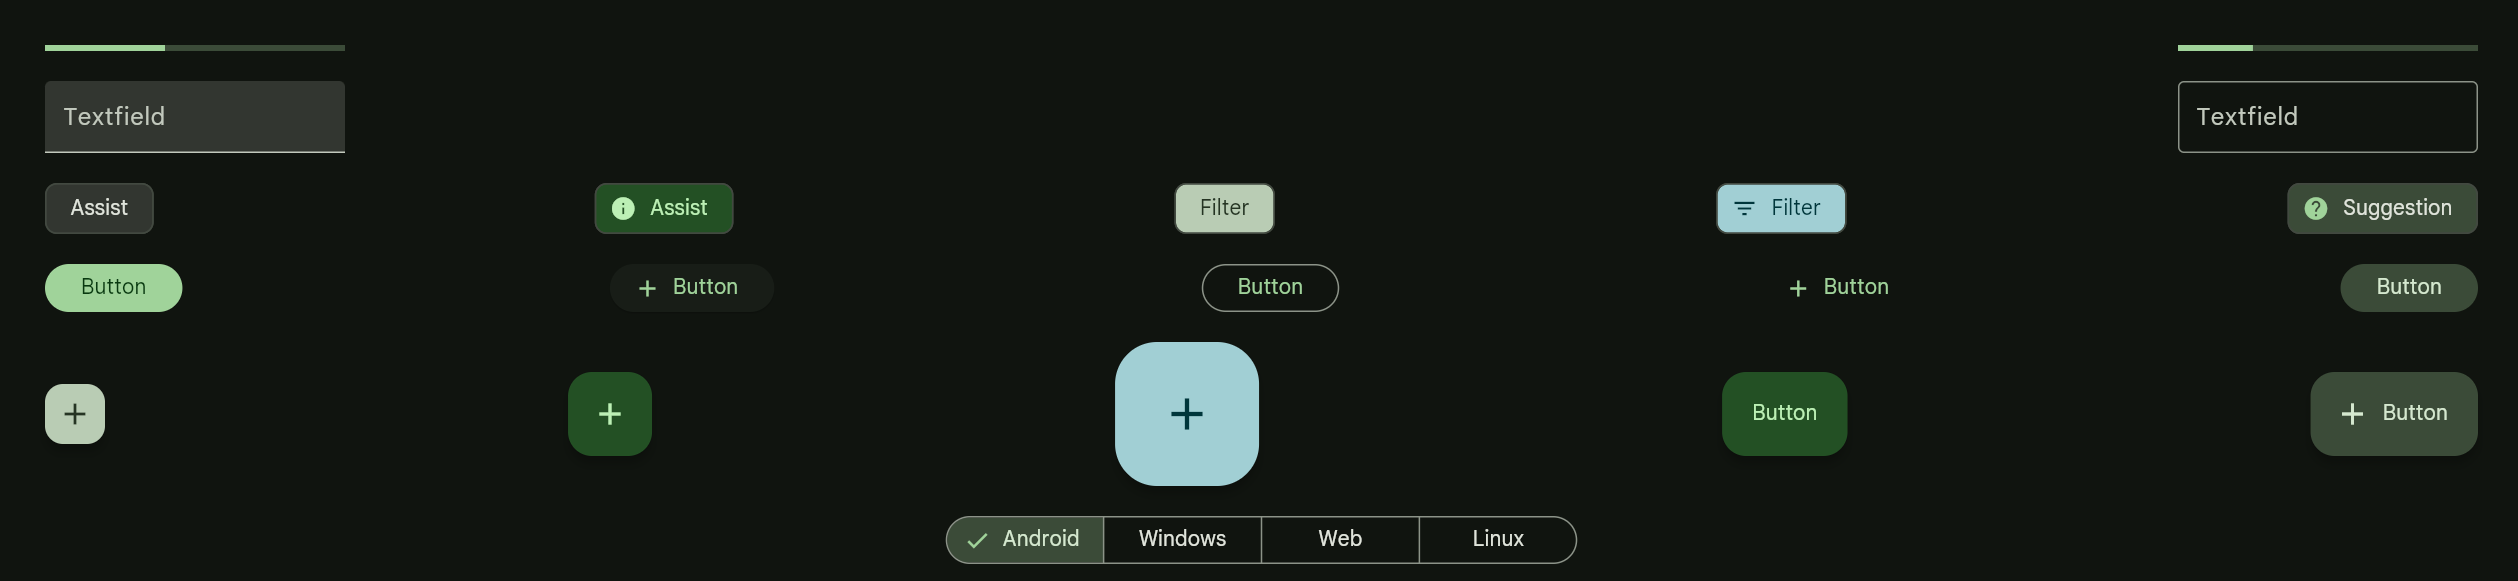 Textfield Textfield
Assist Assist Filter Filter Suggestion
Button Button Button Button Button
Button Button
Android Windows Web Linux